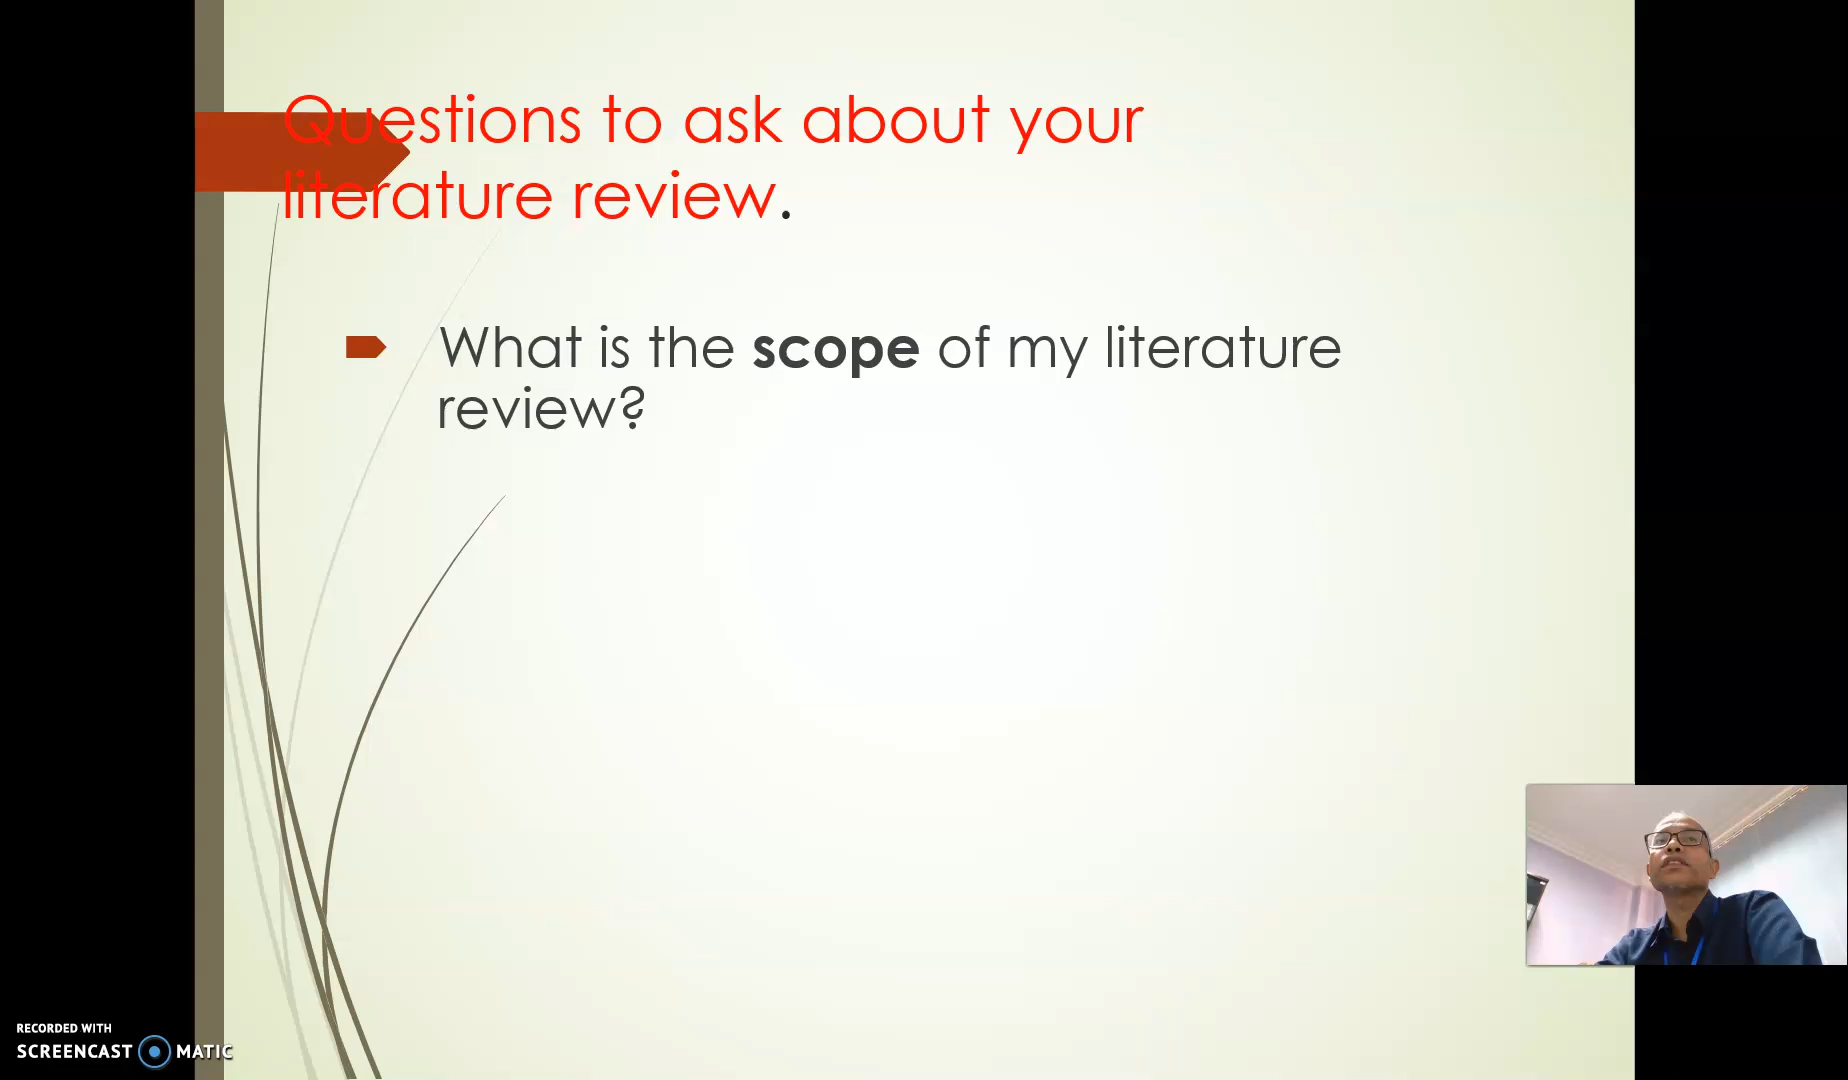 Questions to ask about your
literature review.
What is the scope of my literature
review?
RECORDED WITH
SCREENCAST MATIC